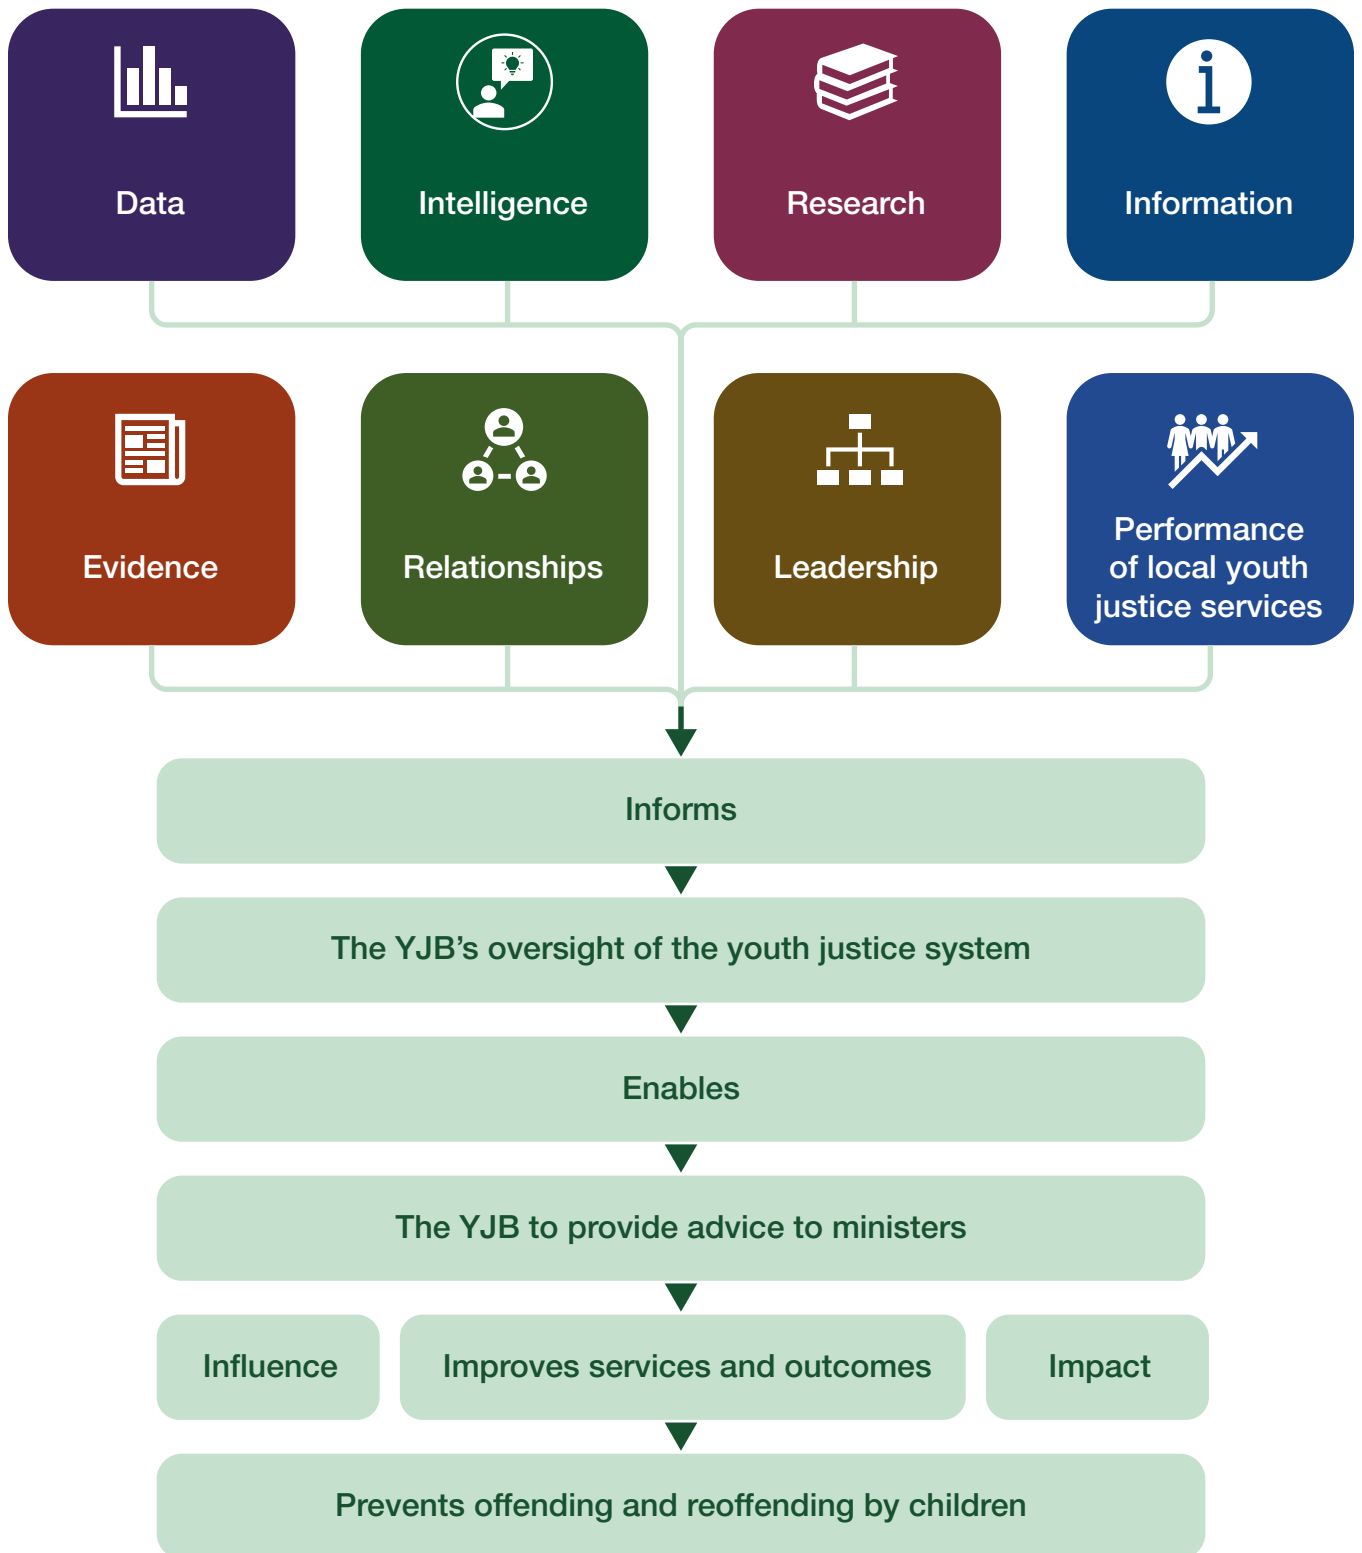 Data
Intelligence
Research
Information
Evidence
Relationships
Leadership
Performance
of local youth
justice services
Informs
The YJB’s oversight of the youth justice system
Enables
The YJB to provide advice to ministers
Influence
Improves services and outcomes
Impact
Prevents offending and reoffending by children